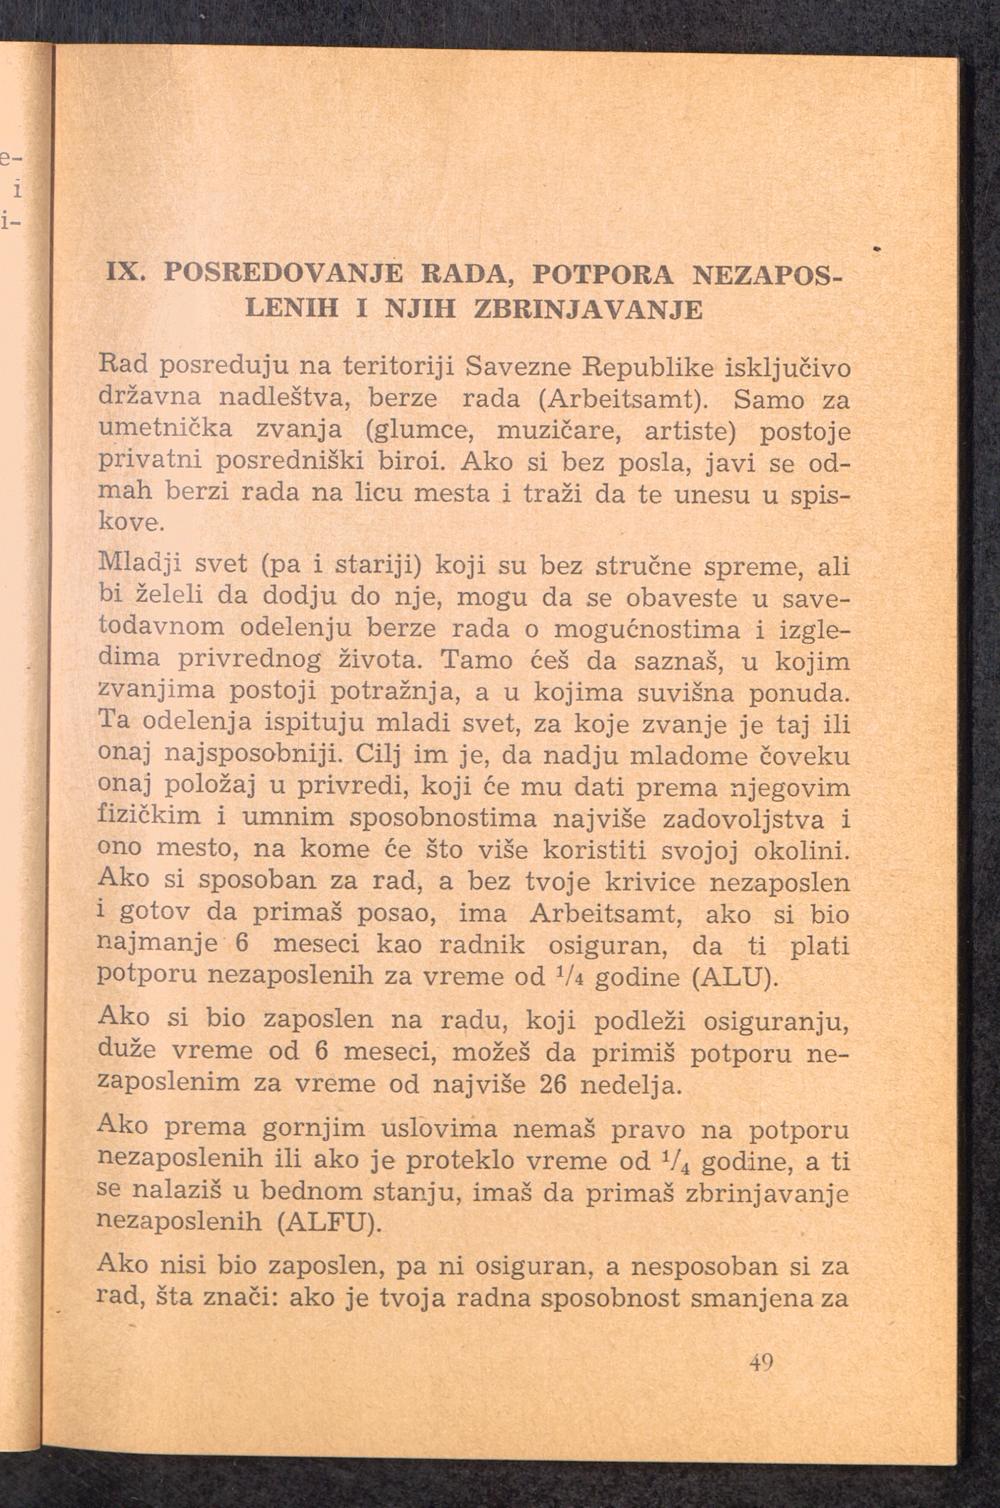 e-
i
i-
IX. POSREDOVANJE RADA, POTPORA NEZAPOS-
LENIH I NJIH ZBRINJAVANJE
Rad posreduju na teritoriji Savezne Republike isključivo
državna nadleštva, berze rada (Arbeitsamt). Samo za
umetnička zvanja (glumce, muzičare, artiste) postoje
privatni posredniški biroi. Ako si bez posla, javi se od-
mah berzi rada na licu mesta i traži da te unesu u spis-
kove.
Mladji svet (pa i stariji) koji su bez stručne spreme, ali
bi želeli da dodju do nje, mogu da se obaveste u save-
todavnom odelenju berze rada o mogućnostima i izgle-
dima privrednog života. Tamo ćeš da saznaš, u kojim
zvanjima postoji potražnja, a u kojima suvišna ponuda.
Ta odelenja ispituju mladi svet, za koje zvanje je taj ili
onaj najsposobniji. Cilj im je, da nadju mladome čoveku
onaj položaj u privredi, koji će mu dati prema njegovim
fizičkim i umnim sposobnostima najviše zadovoljstva i
ono mesto, na kome će što više koristiti svojoj okolini.
Ako si sposoban za rad, a bez tvoje krivice nezaposlen
i gotov da primaš posao, ima Arbeitsamt, ako si bio
najmanje 6 meseci kao radnik osiguran, da ti plati
potporu nezaposlenih za vreme od 1/4 godine (ALU).
Ako si bio zaposlen na radu, koji podleži osiguranju,
duže vreme od 6 meseci, možeš da primiš potporu ne-
zaposlenim za vreme od najviše 26 nedelja.
Ako prema gornjim uslovima nemaš pravo na potporu
nezaposlenih ili ako je proteklo vreme od 1/4 godine, a ti
se nalaziš u bednom stanju, imaš da primaš zbrinjavanje
nezaposlenih (ALFU).
Ako nisi bio zaposlen, pa ni osiguran, a nesposoban si za
rad, šta znači: ako je tvoja radna sposobnost smanjena za
49